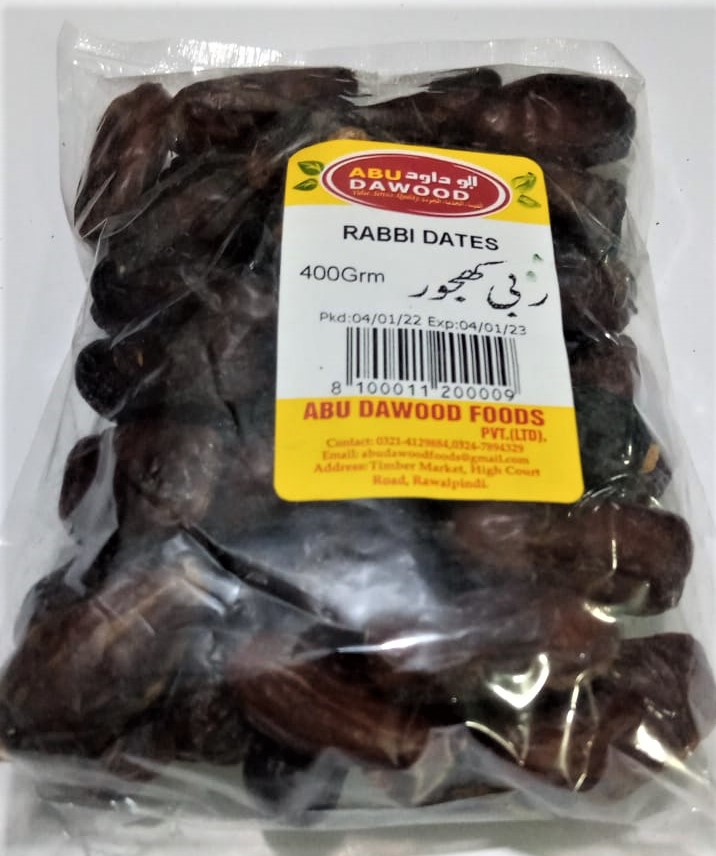 ABU ابو داود
DAWOOD
RABBI DATES
400Grm
ربی کھجور
Pkd:04/01/22 Exp:04/01/23
8 100011 200009
ABU DAWOOD FOODS
PVT.(LTD).
Contact: 0321-4129884,0324-7894329
Email: abudawoodfoods@gmail.com
Address: Timber Market, High Court
Road, Rawalpindi.